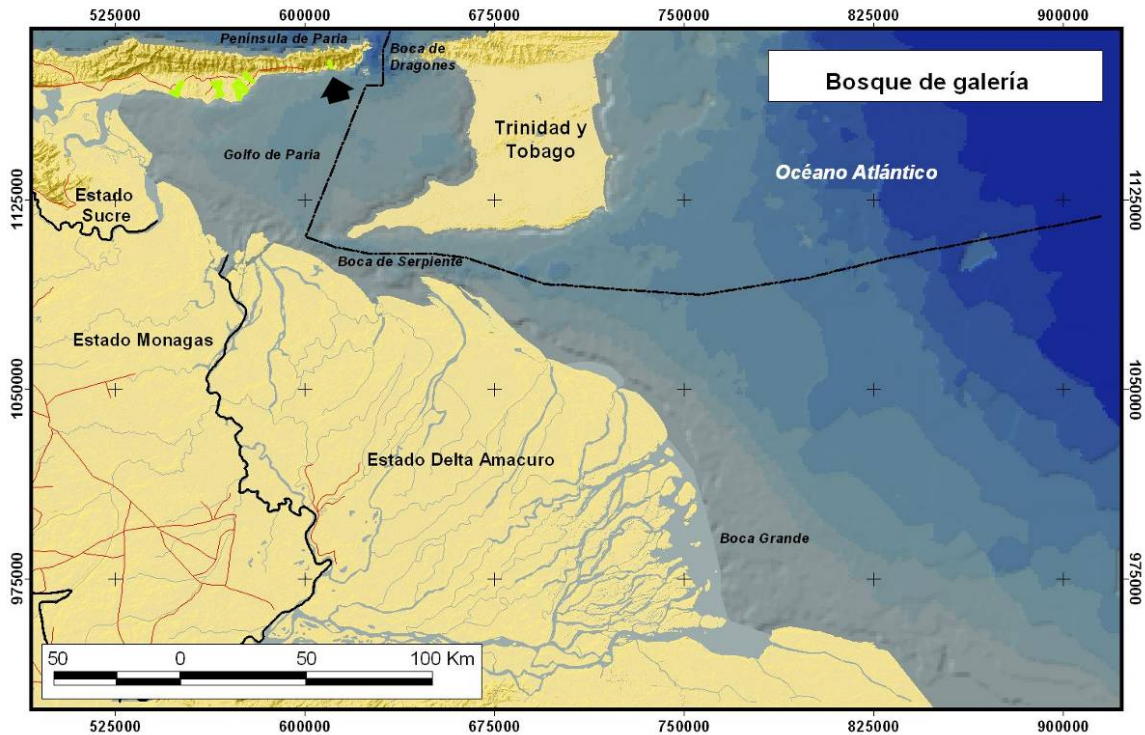 525000 600000 675000 750000 825000 900000
Península de Paria
Boca de
Dragones
Bosque de galería
Trinidad y
Tobago
Golfo de Paria
Océano Atlántico
Estado
Sucre
1125000 1125000
Boca de Serpiente
Estado Monagas
1050000 1050000
Estado Delta Amacuro
Boca Grande
975000 975000
50 0 50 100 Km
525000 600000 675000 750000 825000 900000